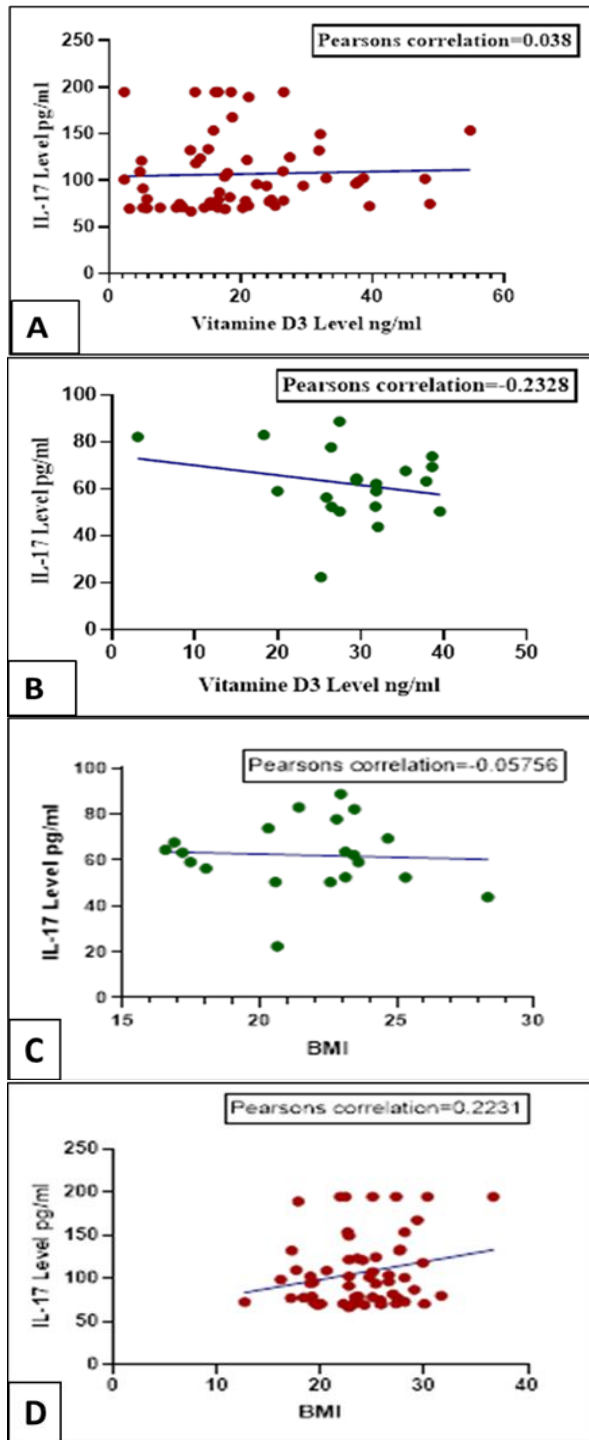 Pearsons correlation=0.038
IL-17 Level pg/ml
250
200
150
100
50
0
0
20
40
60
Vitamine D3 Level ng/ml
A
Pearsons correlation=-0.2328
IL-17 Level pg/ml
100
80
60
40
20
0
0
10
20
30
40
50
Vitamine D3 Level ng/ml
B
Pearsons correlation=-0.05756
IL-17 Level pg/ml
100
80
60
40
20
0
15
20
25
30
BMI
C
Pearsons correlation=0.2231
IL-17 Level pg/ml
250
200
150
100
50
0
0
10
20
30
40
BMI
D